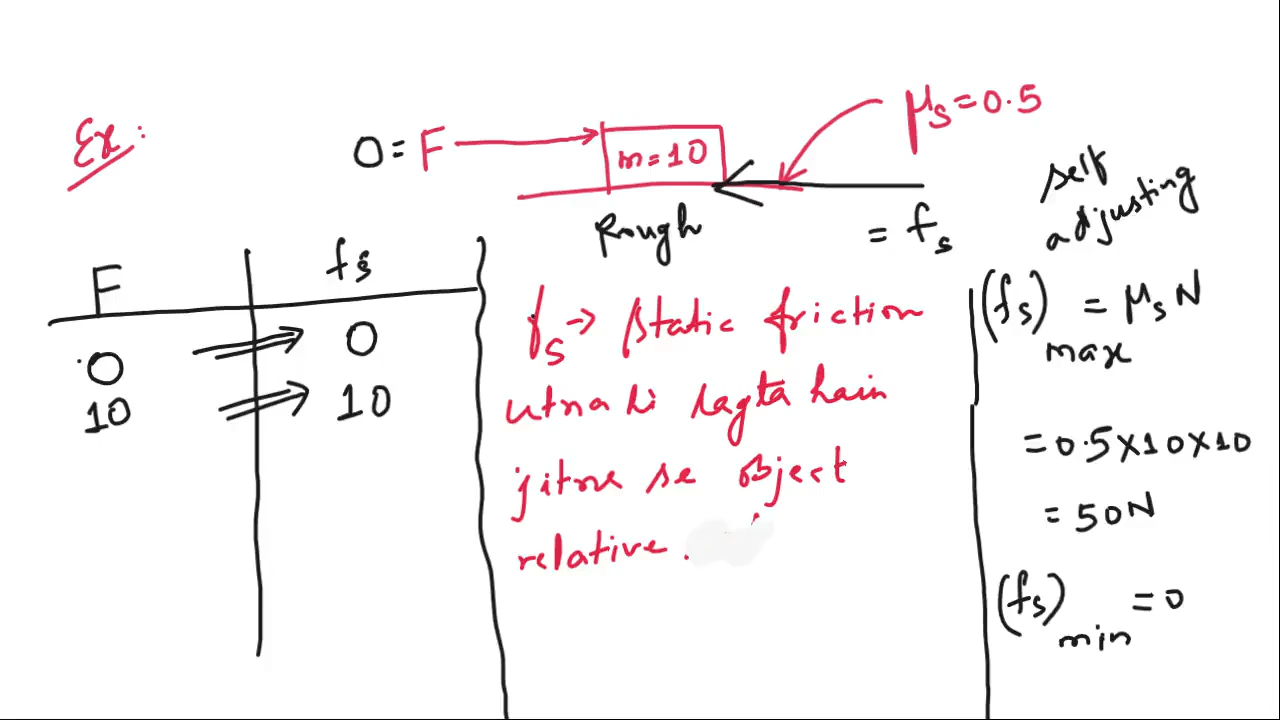 Ex:
0 = F
m=10
μs=0.5
Rough
= fs
self
adjusting
F fs
0 0
10 10
fs → static friction
utna hi lagta hain
jitne se object
relative.
(fs)max = μs N
= 0.5×10×10
= 50N
(fs)min = 0